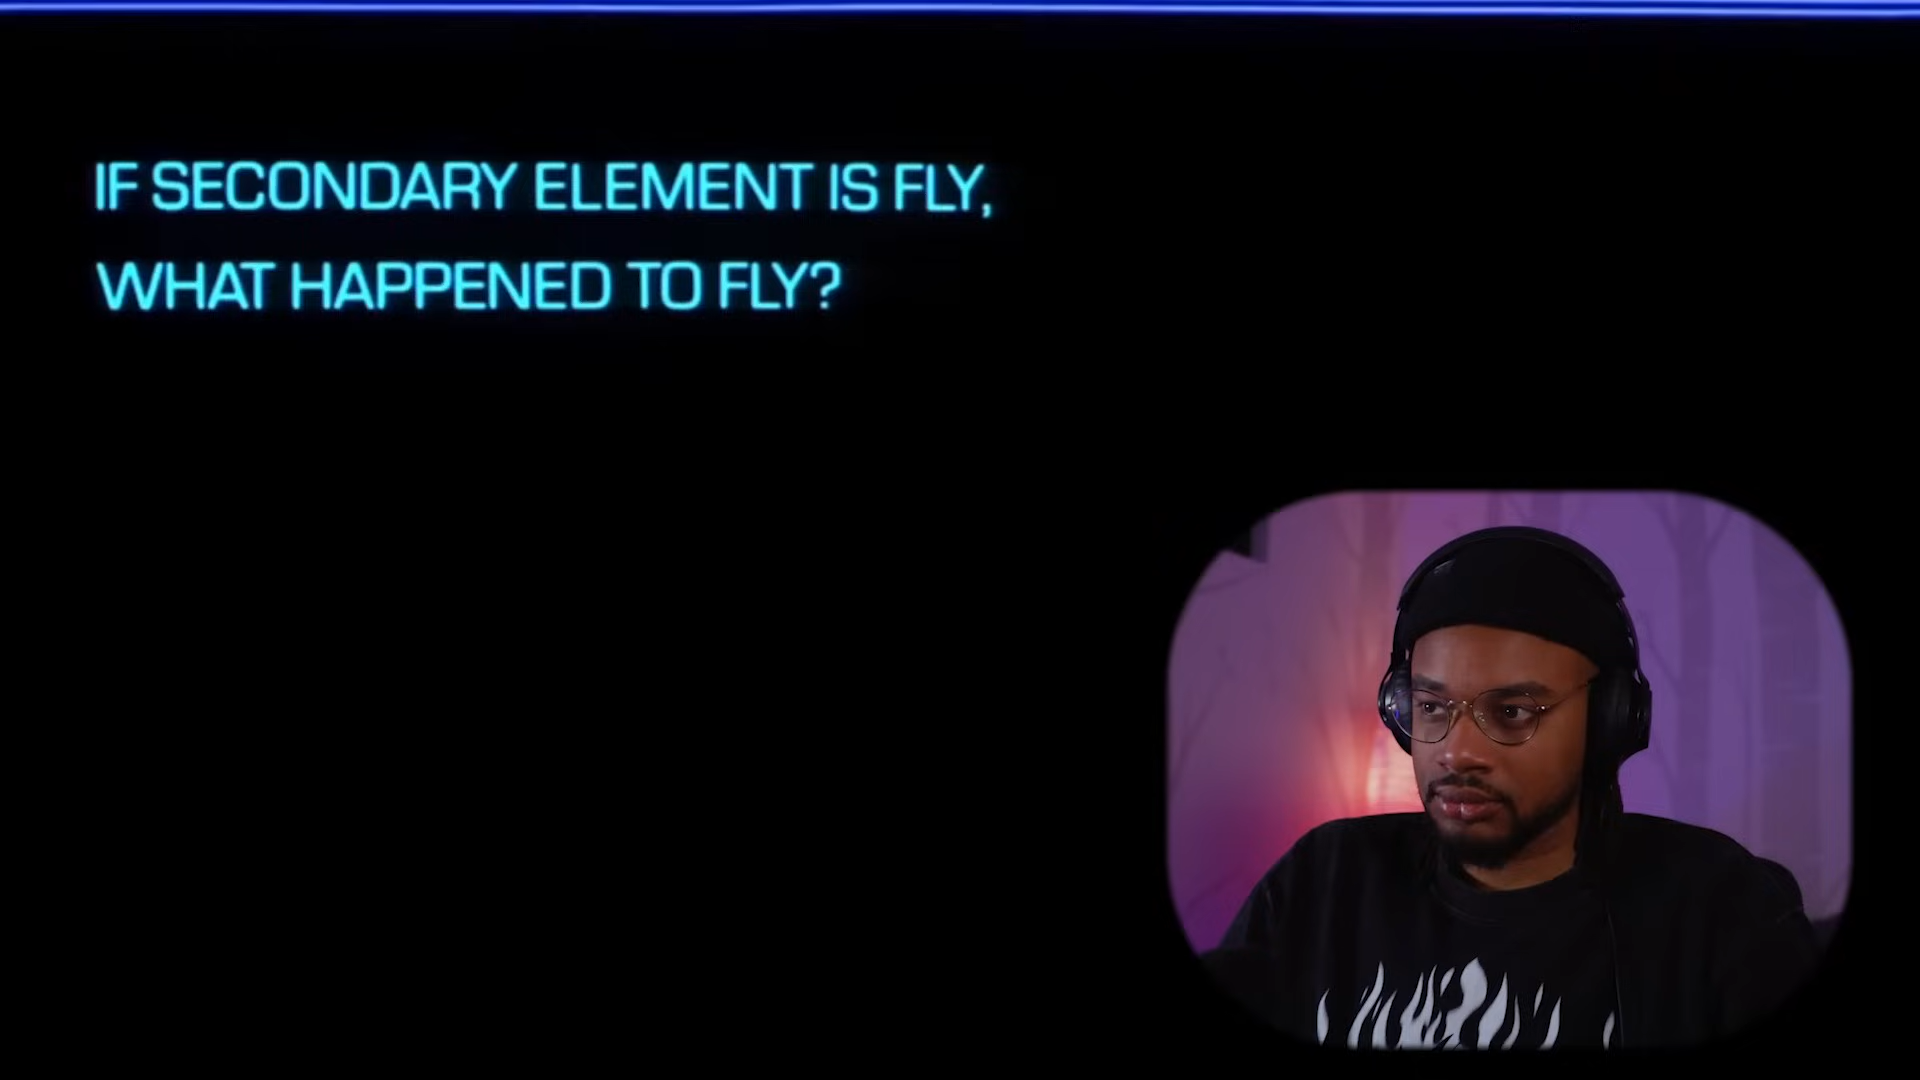 IF SECONDARY ELEMENT IS FLY,
WHAT HAPPENED TO FLY?